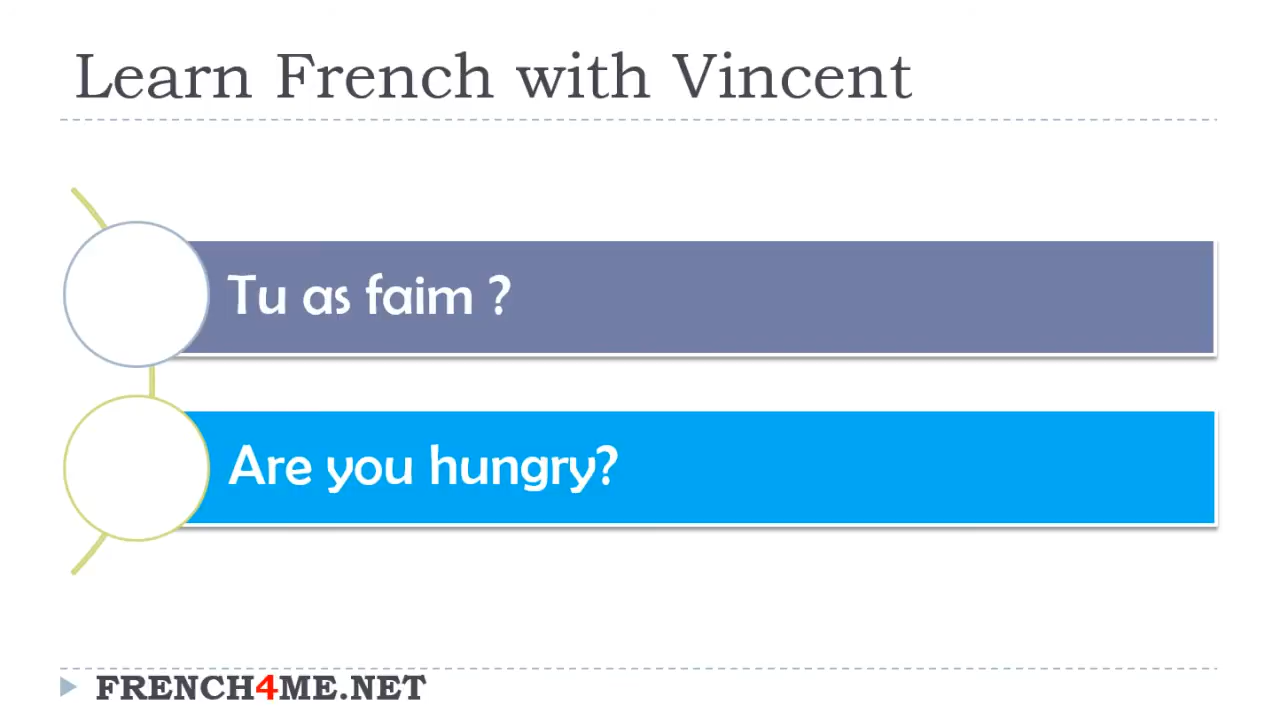 Learn French with Vincent
Tu as faim ?
Are you hungry?
FRENCH4ME.NET